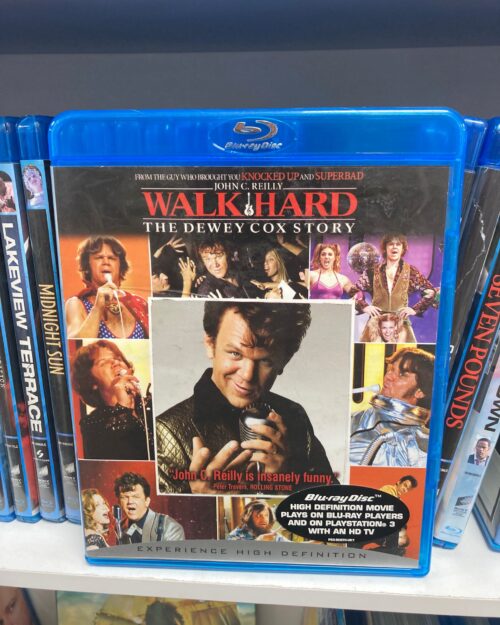 Blu-ray Disc
FROM THE GUY WHO BROUGHT YOU KNOCKED UP AND SUPERBAD
JOHN C. REILLY
WALK HARD
THE DEWEY COX STORY
"John C. Reilly is insanely funny."
Peter Travers, ROLLING STONE
Blu-ray Disc™
HIGH DEFINITION MOVIE
PLAYS ON BLU-RAY PLAYERS
AND ON PLAYSTATION® 3
WITH AN HD TV
EXPERIENCE HIGH DEFINITION
LAKEVIEW TERRACE
MIDNIGHT SUN
SEVEN POUNDS